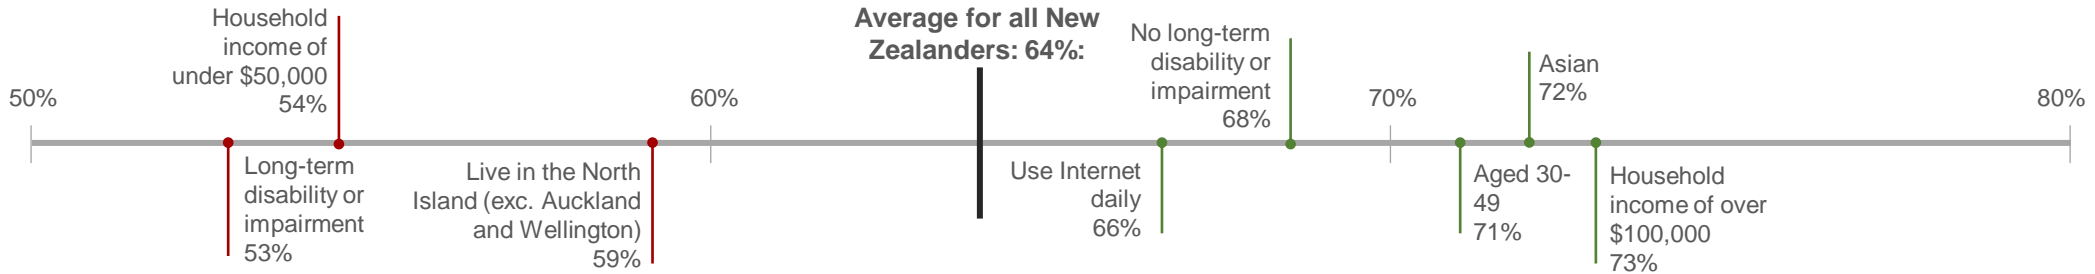 Household
income of
under $50,000
54%
Average for all New
Zealanders: 64%:
No long-term
disability or
impairment
68%
Asian
72%
50%
60%
70%
80%
Long-term
disability or
impairment
53%
Live in the North
Island (exc. Auckland
and Wellington)
59%
Use Internet
daily
66%
Aged 30-
49
71%
Household
income of over
$100,000
73%